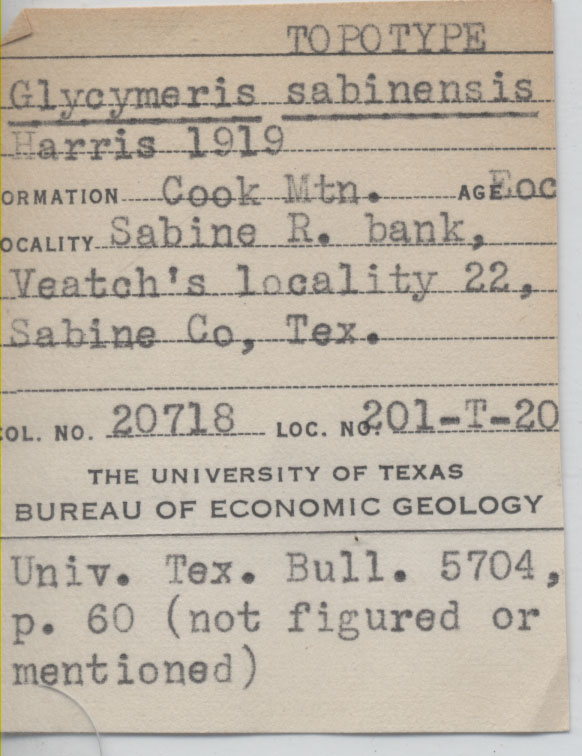 TOPOTYPE
Glycymeris sabinensis
Harris 1919
ORMATION Cook Mtn. AGE Eoc
OCALITY Sabine R. bank,
Veatch's locality 22,
Sabine Co, Tex.
OL. NO. 20718 LOC. NO. 201-T-20
THE UNIVERSITY OF TEXAS
BUREAU OF ECONOMIC GEOLOGY
Univ. Tex. Bull. 5704,
p. 60 (not figured or
mentioned)